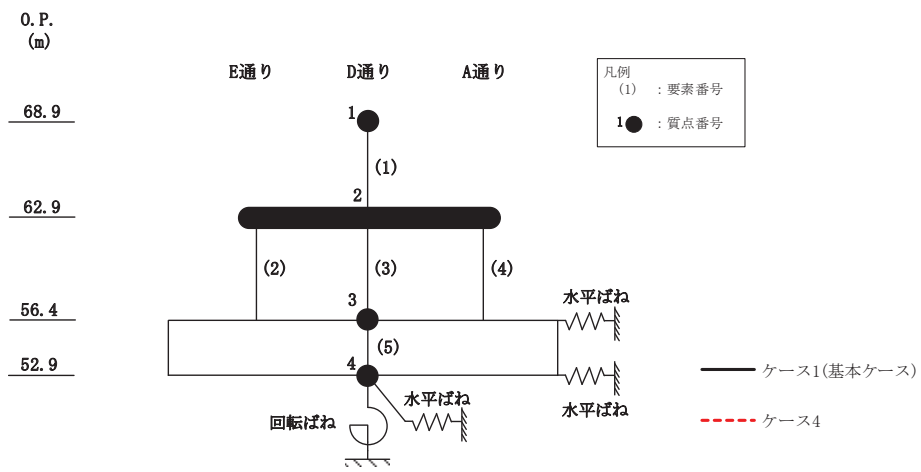 O.P.
(m)
E通り D通り A通り
凡例
(1) : 要素番号
1 : 質点番号
68.9
1
(1)
2
62.9
(2) (3) (4)
3
水平ばね
56.4
(5)
52.9
4
水平ばね
水平ばね
回転ばね
ケース1(基本ケース)
ケース4